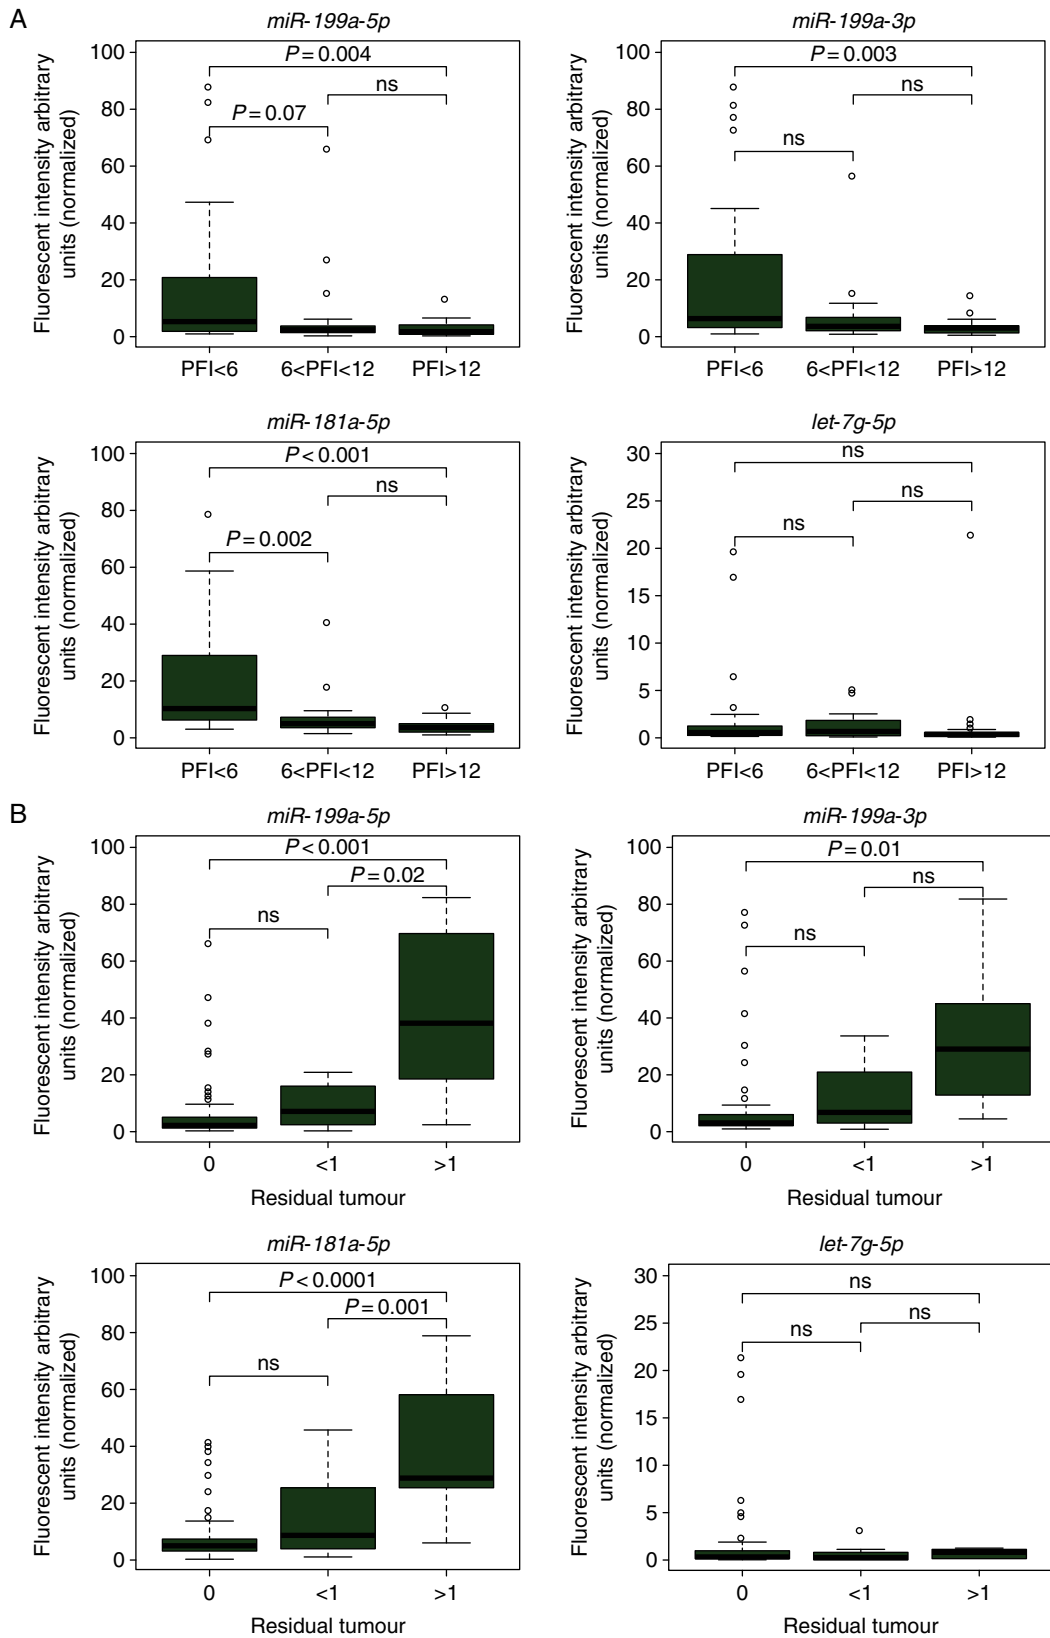 A
miR-199a-5p
Fluorescent intensity arbitrary
units (normalized)
100
80
60
40
20
0
P = 0.004
ns
P = 0.07
PFI<6
6<PFI<12
PFI>12
miR-199a-3p
Fluorescent intensity arbitrary
units (normalized)
100
80
60
40
20
0
P = 0.003
ns
ns
PFI<6
6<PFI<12
PFI>12
miR-181a-5p
Fluorescent intensity arbitrary
units (normalized)
100
80
60
40
20
0
P < 0.001
ns
P = 0.002
PFI<6
6<PFI<12
PFI>12
let-7g-5p
Fluorescent intensity arbitrary
units (normalized)
30
25
20
15
10
5
0
ns
ns
ns
PFI<6
6<PFI<12
PFI>12
B
miR-199a-5p
Fluorescent intensity arbitrary
units (normalized)
100
80
60
40
20
0
P < 0.001
P = 0.02
ns
0
<1
>1
Residual tumour
miR-199a-3p
Fluorescent intensity arbitrary
units (normalized)
100
80
60
40
20
0
P = 0.01
ns
ns
0
<1
>1
Residual tumour
miR-181a-5p
Fluorescent intensity arbitrary
units (normalized)
100
80
60
40
20
0
P < 0.0001
P = 0.001
ns
0
<1
>1
Residual tumour
let-7g-5p
Fluorescent intensity arbitrary
units (normalized)
30
25
20
15
10
5
0
ns
ns
ns
0
<1
>1
Residual tumour